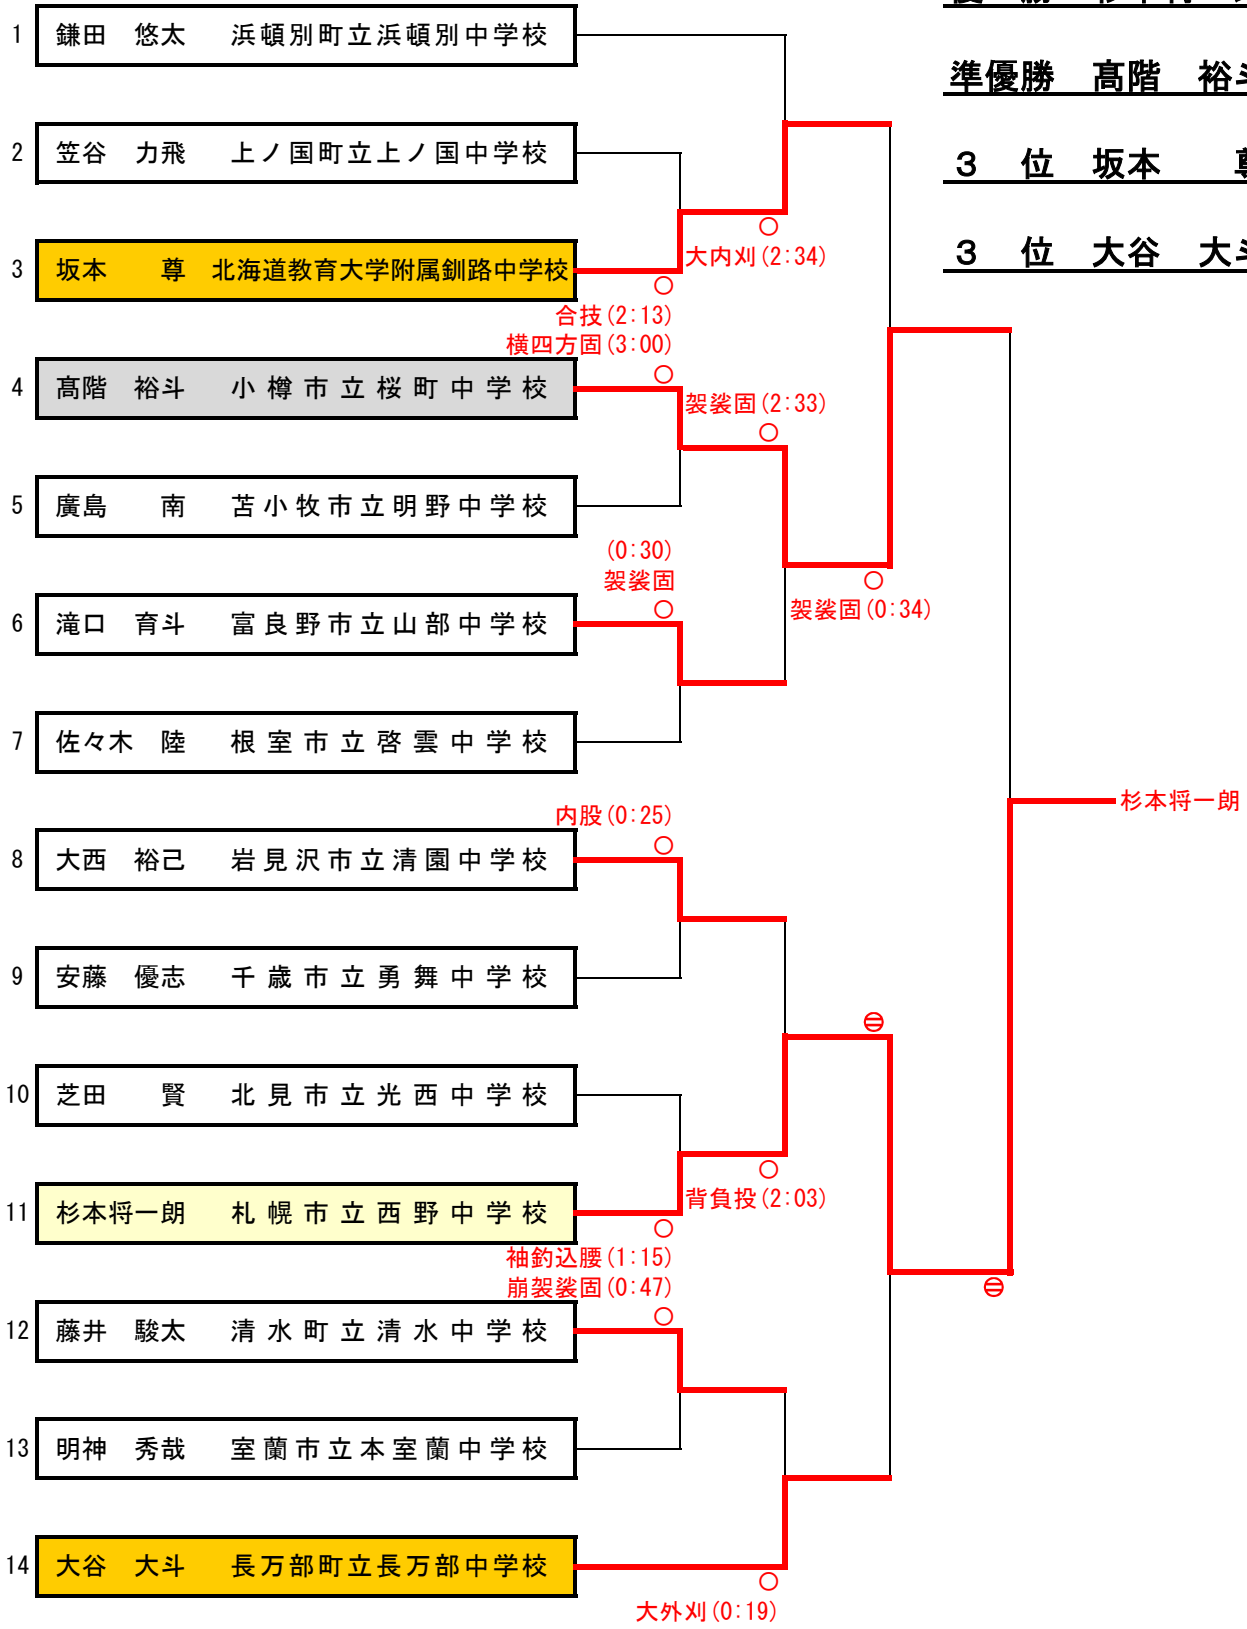 準優勝　髙階　裕斗
３　位　坂本　　尊
３　位　大谷　大斗
1 鎌田　悠太　浜頓別町立浜頓別中学校
2 笠谷　力飛　上ノ国町立上ノ国中学校
大内刈(2:34)
3 坂本　　尊　北海道教育大学附属釧路中学校
合技(2:13)
横四方固(3:00)
4 髙階　裕斗　小樽市立桜町中学校
袈裟固(2:33)
5 廣島　　南　苫小牧市立明野中学校
(0:30)
袈裟固
袈裟固(0:34)
6 滝口　育斗　富良野市立山部中学校
7 佐々木　陸　根室市立啓雲中学校
杉本将一朗
内股(0:25)
8 大西　裕己　岩見沢市立清園中学校
9 安藤　優志　千歳市立勇舞中学校
10 芝田　　賢　北見市立光西中学校
背負投(2:03)
11 杉本将一朗　札幌市立西野中学校
袖釣込腰(1:15)
崩袈裟固(0:47)
12 藤井　駿太　清水町立清水中学校
13 明神　秀哉　室蘭市立本室蘭中学校
14 大谷　大斗　長万部町立長万部中学校
大外刈(0:19)